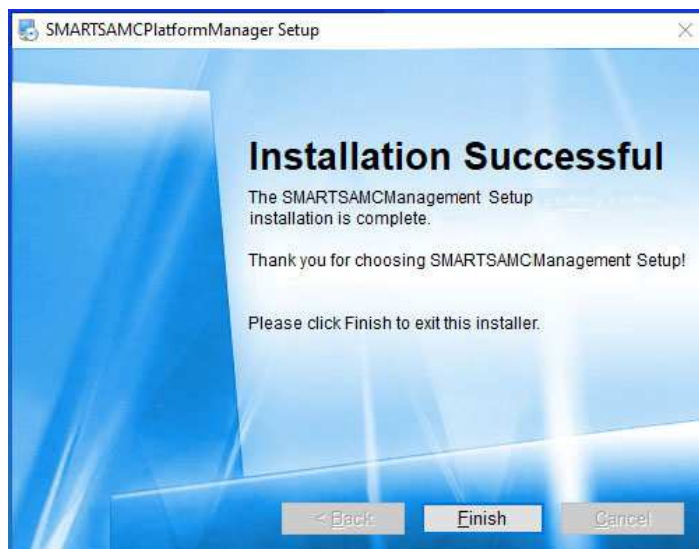 SMARTSAMCPlatformManager Setup
Installation Successful
The SMARTSAMCManagement Setup
installation is complete.
Thank you for choosing SMARTSAMCManagement Setup!
Please click Finish to exit this installer.
< Back
Finish
Cancel